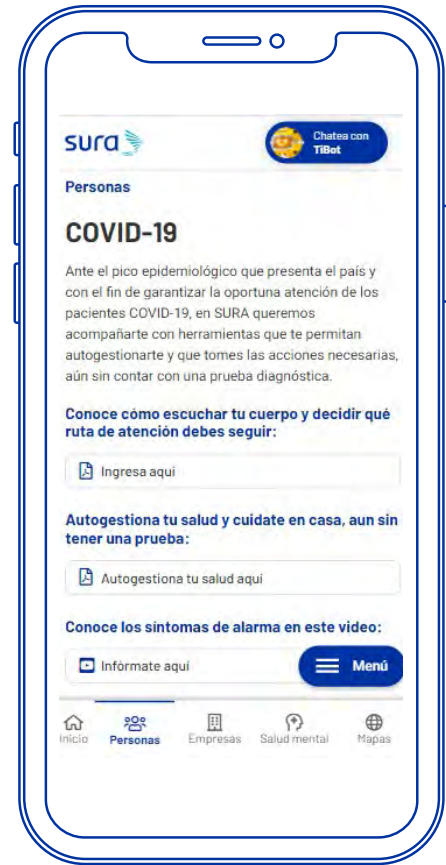 sura
Chatea con
TiBot
Personas
COVID-19
Ante el pico epidemiológico que presenta el país y
con el fin de garantizar la oportuna atención de los
pacientes COVID-19, en SURA queremos
acompañarte con herramientas que te permitan
autogestionarte y que tomes las acciones necesarias,
aún sin contar con una prueba diagnóstica.
Conoce cómo escuchar tu cuerpo y decidir qué
ruta de atención debes seguir:
Ingresa aquí
Autogestiona tu salud y cuídate en casa, aun sin
tener una prueba:
Autogestiona tu salud aquí
Conoce los síntomas de alarma en este video:
Infórmate aquí
Menú
Inicio Personas Empresas Salud mental Mapas